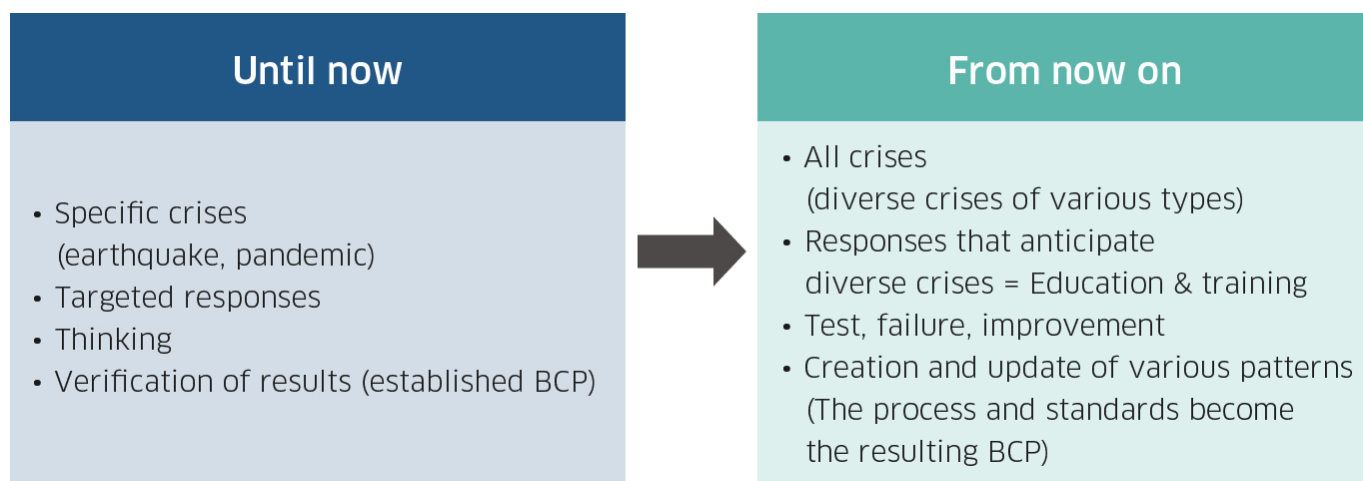 Until now
• Specific crises
(earthquake, pandemic)
• Targeted responses
• Thinking
• Verification of results (established BCP)
From now on
• All crises
(diverse crises of various types)
• Responses that anticipate
diverse crises = Education & training
• Test, failure, improvement
• Creation and update of various patterns
(The process and standards become
the resulting BCP)